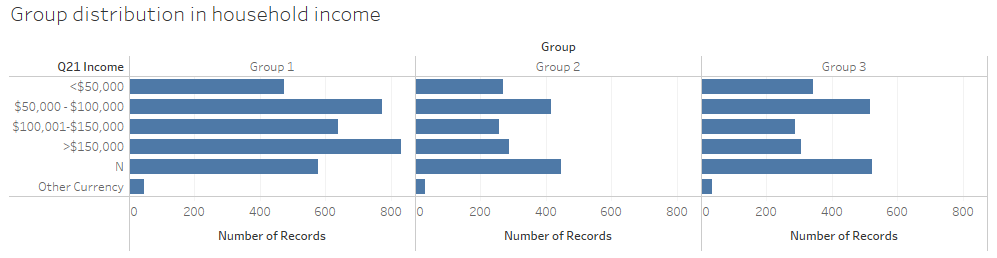 Group distribution in household income
Group
Q21 Income Group 1 Group 2 Group 3
<$50,000
$50,000 - $100,000
$100,001-$150,000
>$150,000
N
Other Currency
0 200 400 600 800 0 200 400 600 800 0 200 400 600 800
Number of Records Number of Records Number of Records